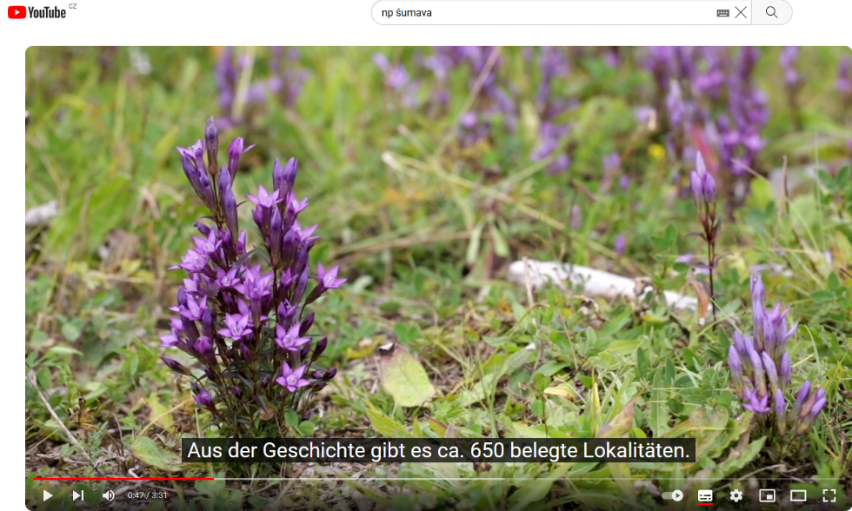 YouTube CZ
np šumava
Aus der Geschichte gibt es ca. 650 belegte Lokalitäten.
0:47 / 3:31